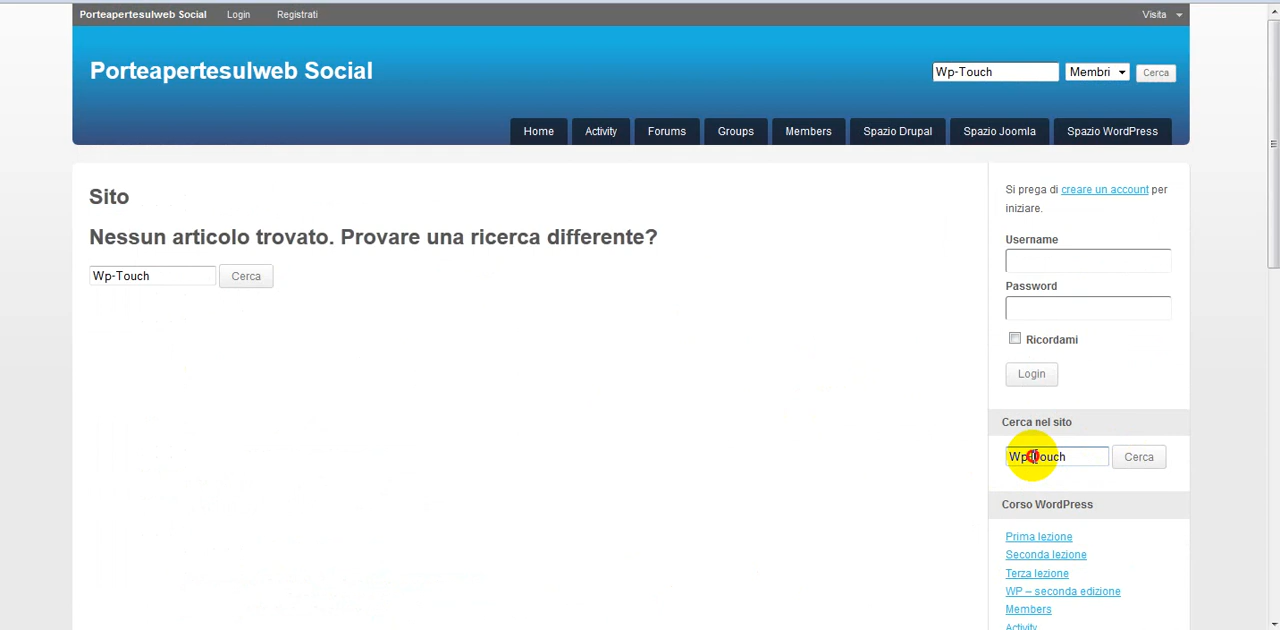 Porteapertesulweb Social Login Registrati Visita
Porteapertesulweb Social
Wp-Touch Membri Cerca
Home Activity Forums Groups Members Spazio Drupal Spazio Joomla Spazio WordPress
Sito
Nessun articolo trovato. Provare una ricerca differente?
Wp-Touch Cerca
Si prega di creare un account per
iniziare.
Username
Password
Ricordami
Login
Cerca nel sito
Wp-Touch Cerca
Corso WordPress
Prima lezione
Seconda lezione
Terza lezione
WP – seconda edizione
Members
Activity